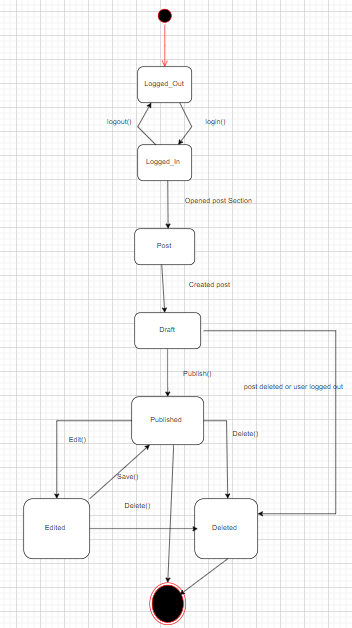 Logged_Out
logout()
login()
Logged_In
Opened post Section
Post
Created post
Draft
Publish()
post deleted or user logged out
Published
Edit()
Delete()
Save()
Delete()
Edited
Deleted